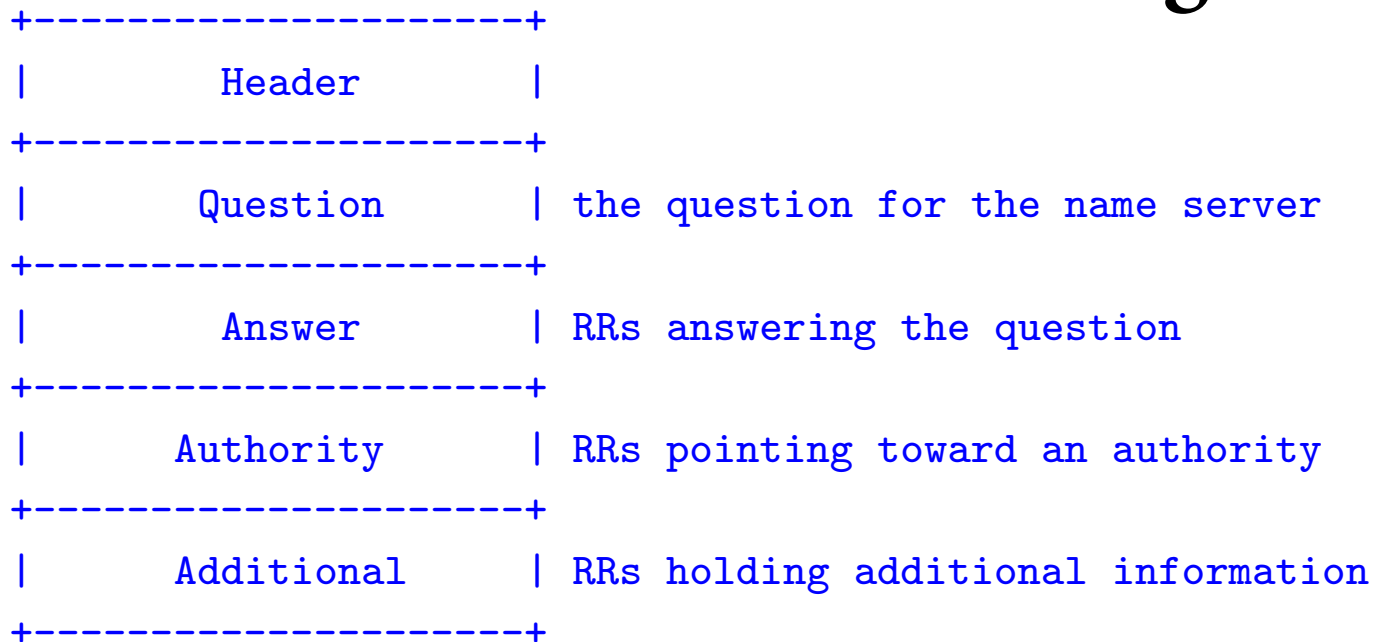 +---------------------+
|        Header       |
+---------------------+
|       Question      | the question for the name server
+---------------------+
|        Answer       | RRs answering the question
+---------------------+
|      Authority      | RRs pointing toward an authority
+---------------------+
|      Additional     | RRs holding additional information
+---------------------+